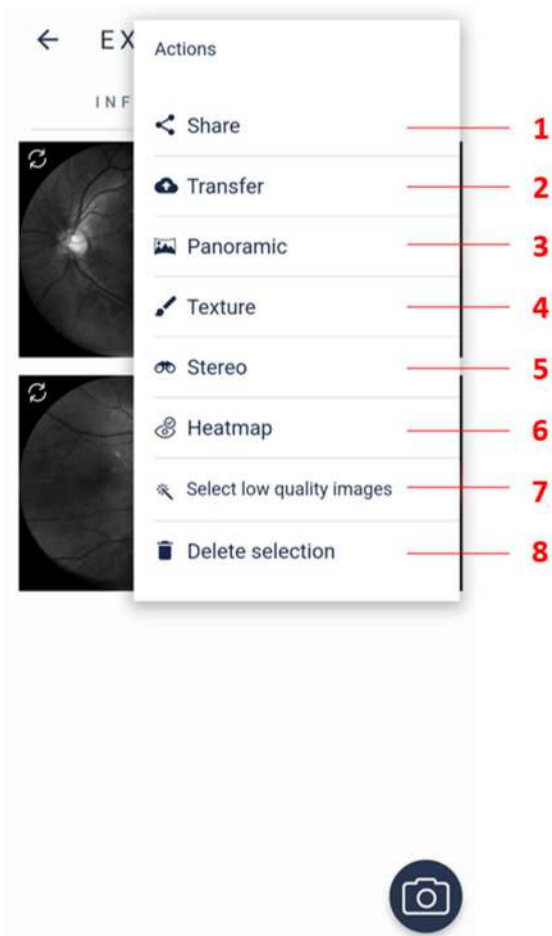 EX
Actions
INF
Share 1
Transfer 2
Panoramic 3
Texture 4
Stereo 5
Heatmap 6
Select low quality images 7
Delete selection 8